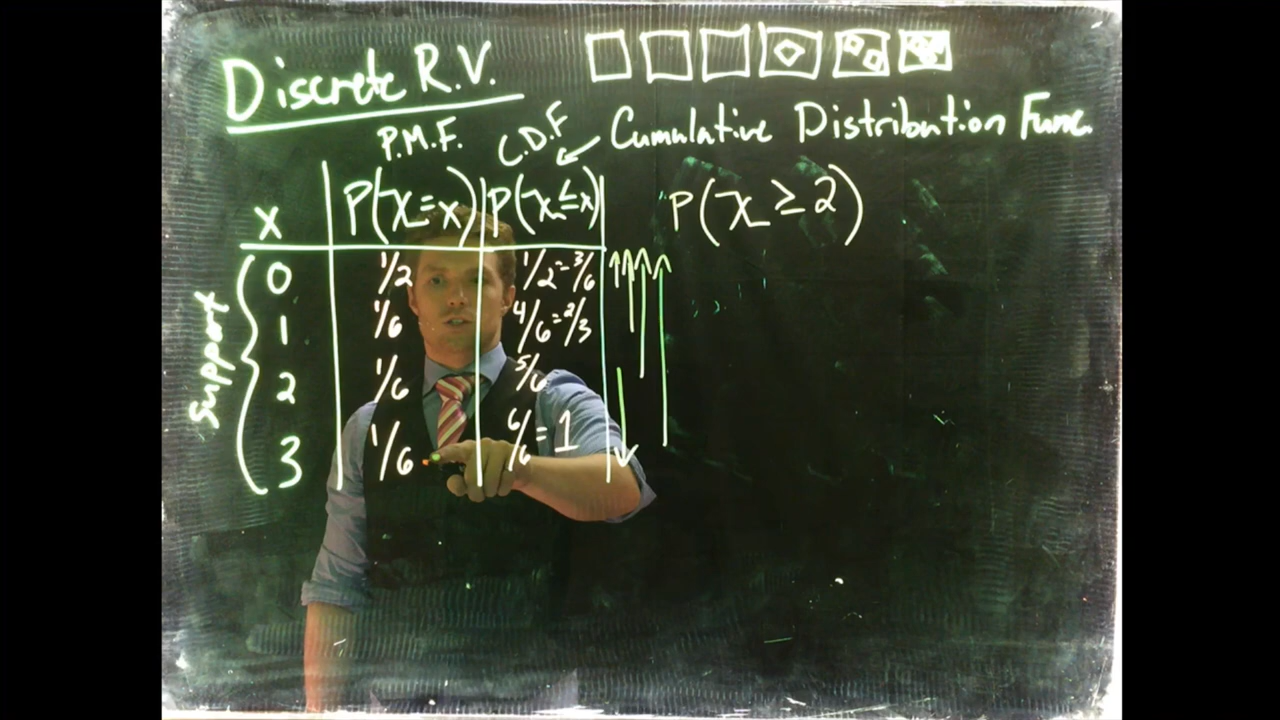 Discrete R.V.
P.M.F. C.D.F Cumulative Distribution Func.
x P(X=x) P(X≤x) P(X≥2)
0 1/2 1/2=3/6
1 1/6 4/6=2/3
2 1/6 5/6
3 1/6 6/6=1
support